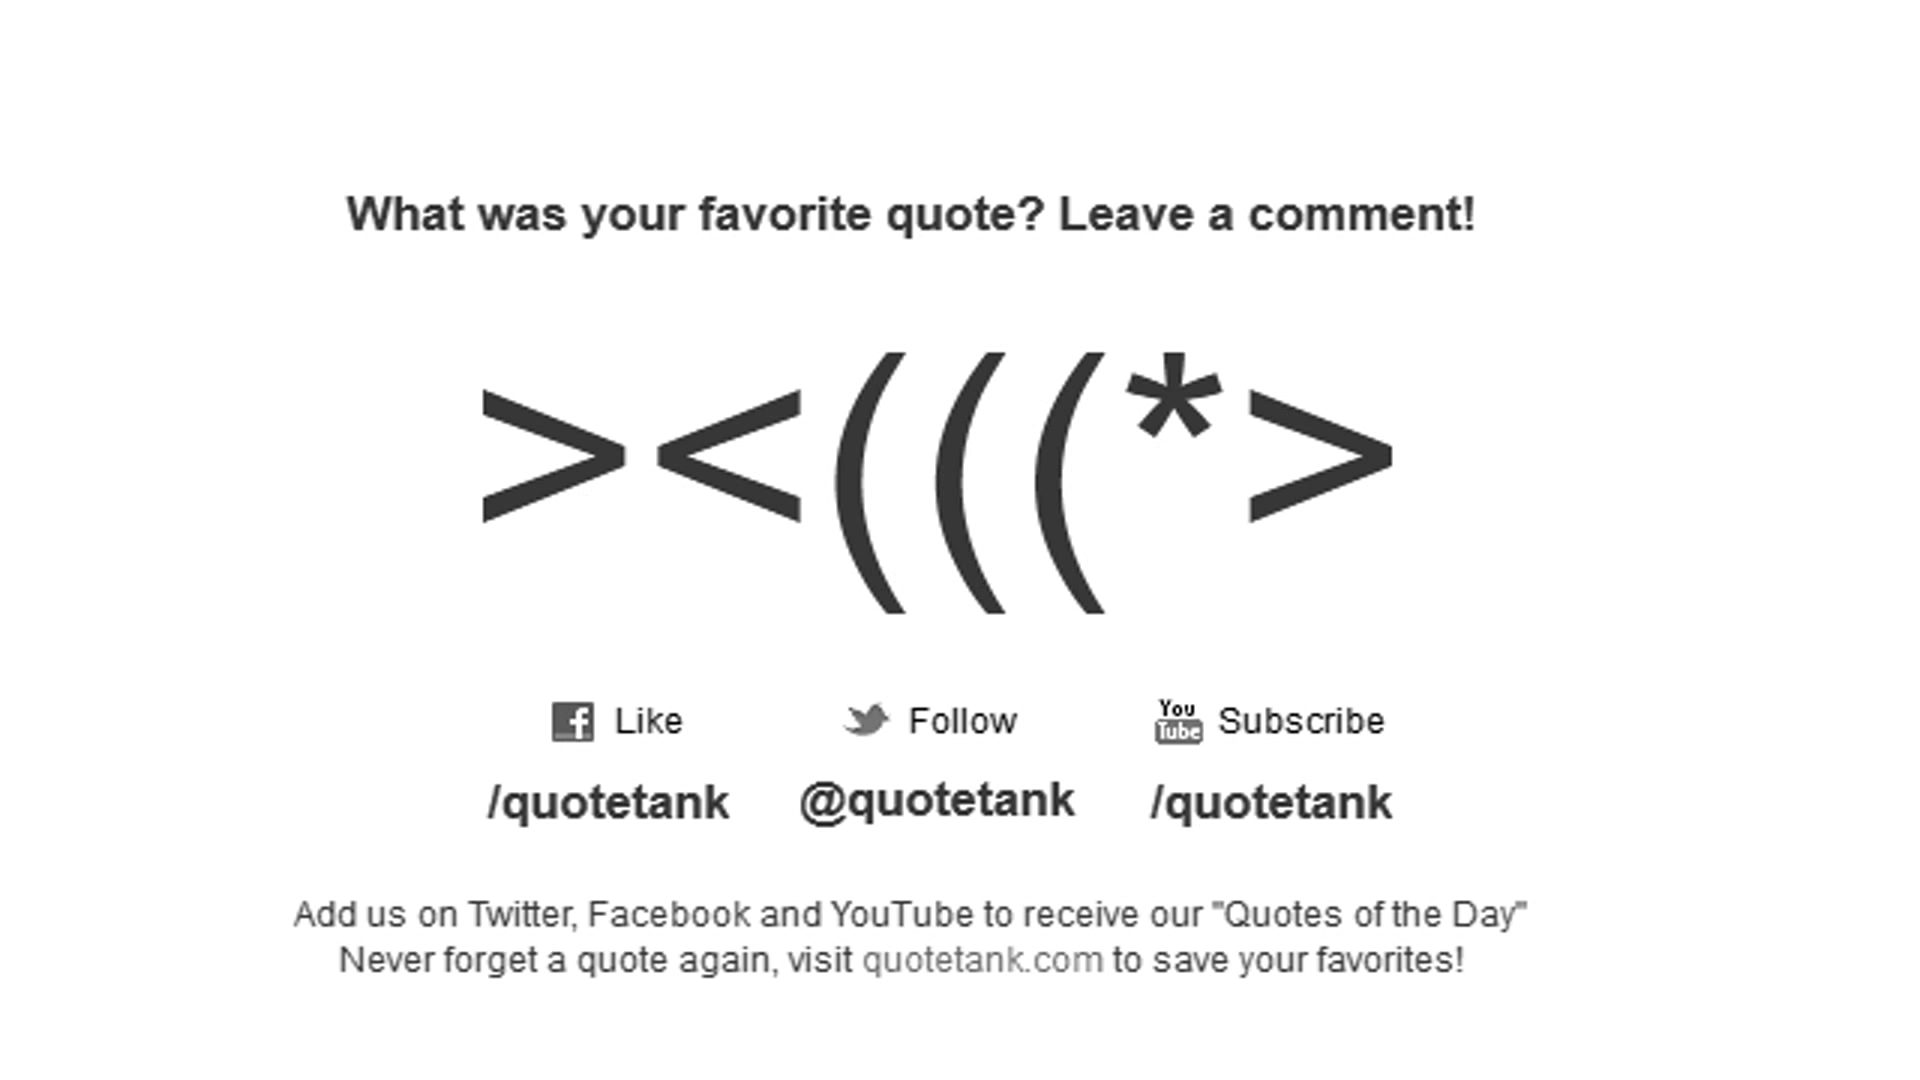 What was your favorite quote? Leave a comment!
><(((*>
f Like Follow You Tube Subscribe
/quotetank @quotetank /quotetank
Add us on Twitter, Facebook and YouTube to receive our "Quotes of the Day"
Never forget a quote again, visit quotetank.com to save your favorites!